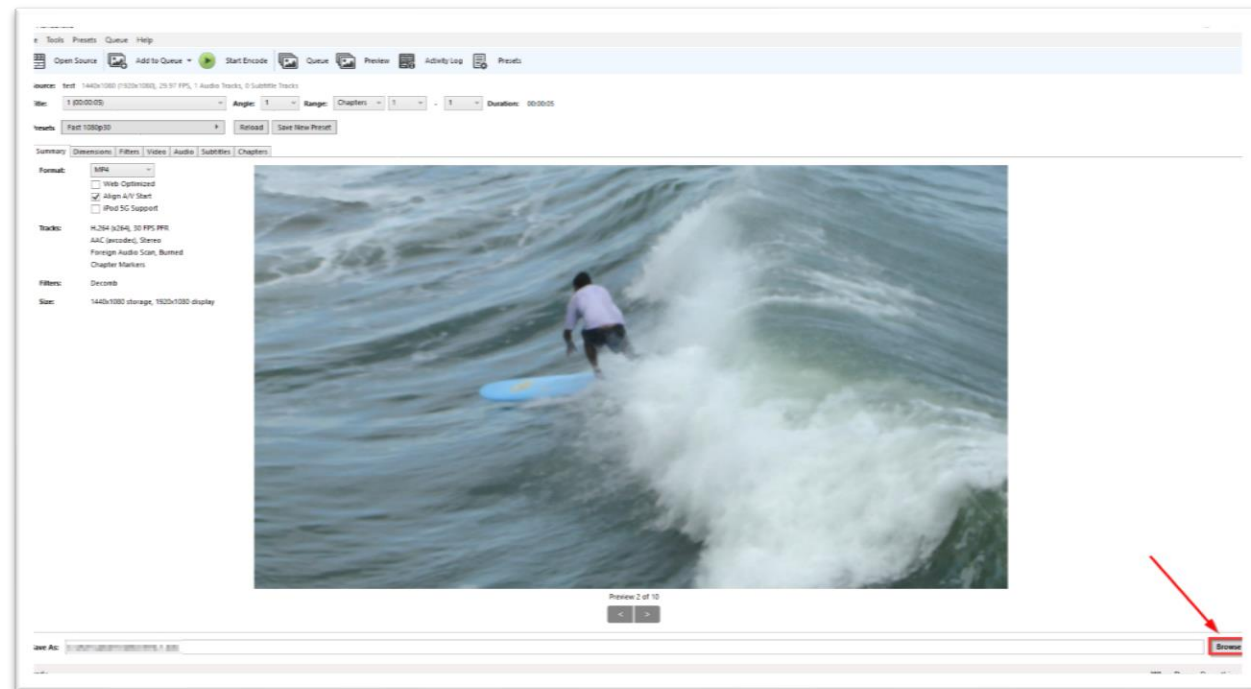 Tools Presets Queue Help
Open Source Add to Queue Start Encode Queue Preview Activity Log Presets
test 1440x1080 (1920x1080), 29.97 FPS, 1 Audio Tracks, 0 Subtitle Tracks
1 (00:00:05) Angle: 1 Range: Chapters 1 - 1 Duration: 00:00:05
Fast 1080p30 Reload Save New Preset
Summary Dimensions Filters Video Audio Subtitles Chapters
Format: MP4
Web Optimized
Align A/V Start
iPod 5G Support
Tracks: H.264 (x264), 30 FPS PFR
AAC (avcodec), Stereo
Foreign Audio Scan, Burned
Chapter Markers
Filters: Decomb
Size: 1440x1080 storage, 1920x1080 display
Preview 2 of 10
< >
ave As: Browse